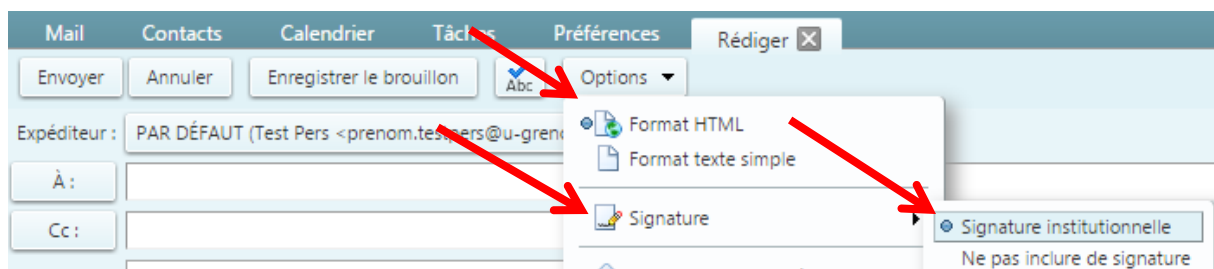 Mail Contacts Calendrier Tâches Préférences Rédiger
Envoyer Annuler Enregistrer le brouillon Abc Options
Expéditeur : PAR DÉFAUT (Test Pers <prenom.testpers@u-gren
Format HTML
Format texte simple
À :
Signature
Cc :
Signature institutionnelle
Ne pas inclure de signature